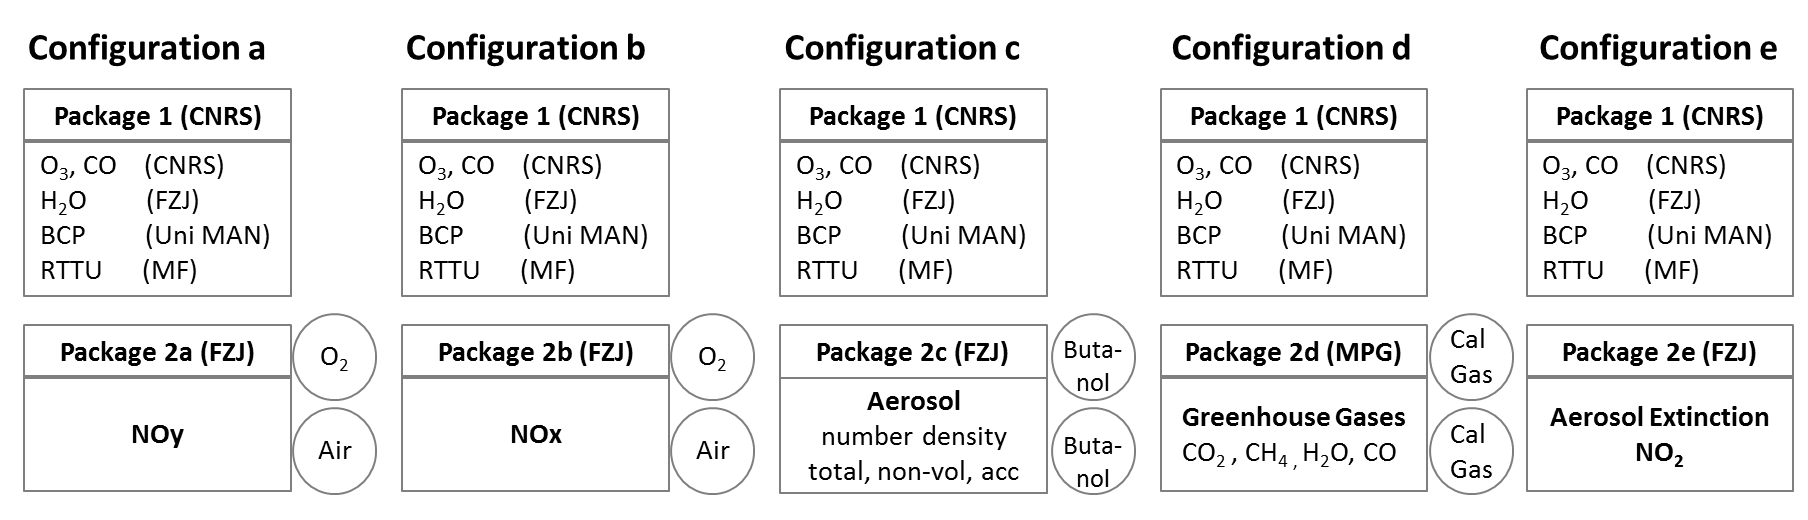 Configuration a
Package 1 (CNRS)
O₃, CO (CNRS)
H₂O (FZJ)
BCP (Uni MAN)
RTTU (MF)
Package 2a (FZJ)
NOy
O₂
Air
Configuration b
Package 1 (CNRS)
O₃, CO (CNRS)
H₂O (FZJ)
BCP (Uni MAN)
RTTU (MF)
Package 2b (FZJ)
NOx
O₂
Air
Configuration c
Package 1 (CNRS)
O₃, CO (CNRS)
H₂O (FZJ)
BCP (Uni MAN)
RTTU (MF)
Package 2c (FZJ)
Aerosol
number density
total, non-vol, acc
Buta-
nol
Buta-
nol
Configuration d
Package 1 (CNRS)
O₃, CO (CNRS)
H₂O (FZJ)
BCP (Uni MAN)
RTTU (MF)
Package 2d (MPG)
Greenhouse Gases
CO₂ , CH₄ , H₂O, CO
Cal
Gas
Cal
Gas
Configuration e
Package 1 (CNRS)
O₃, CO (CNRS)
H₂O (FZJ)
BCP (Uni MAN)
RTTU (MF)
Package 2e (FZJ)
Aerosol Extinction
NO₂